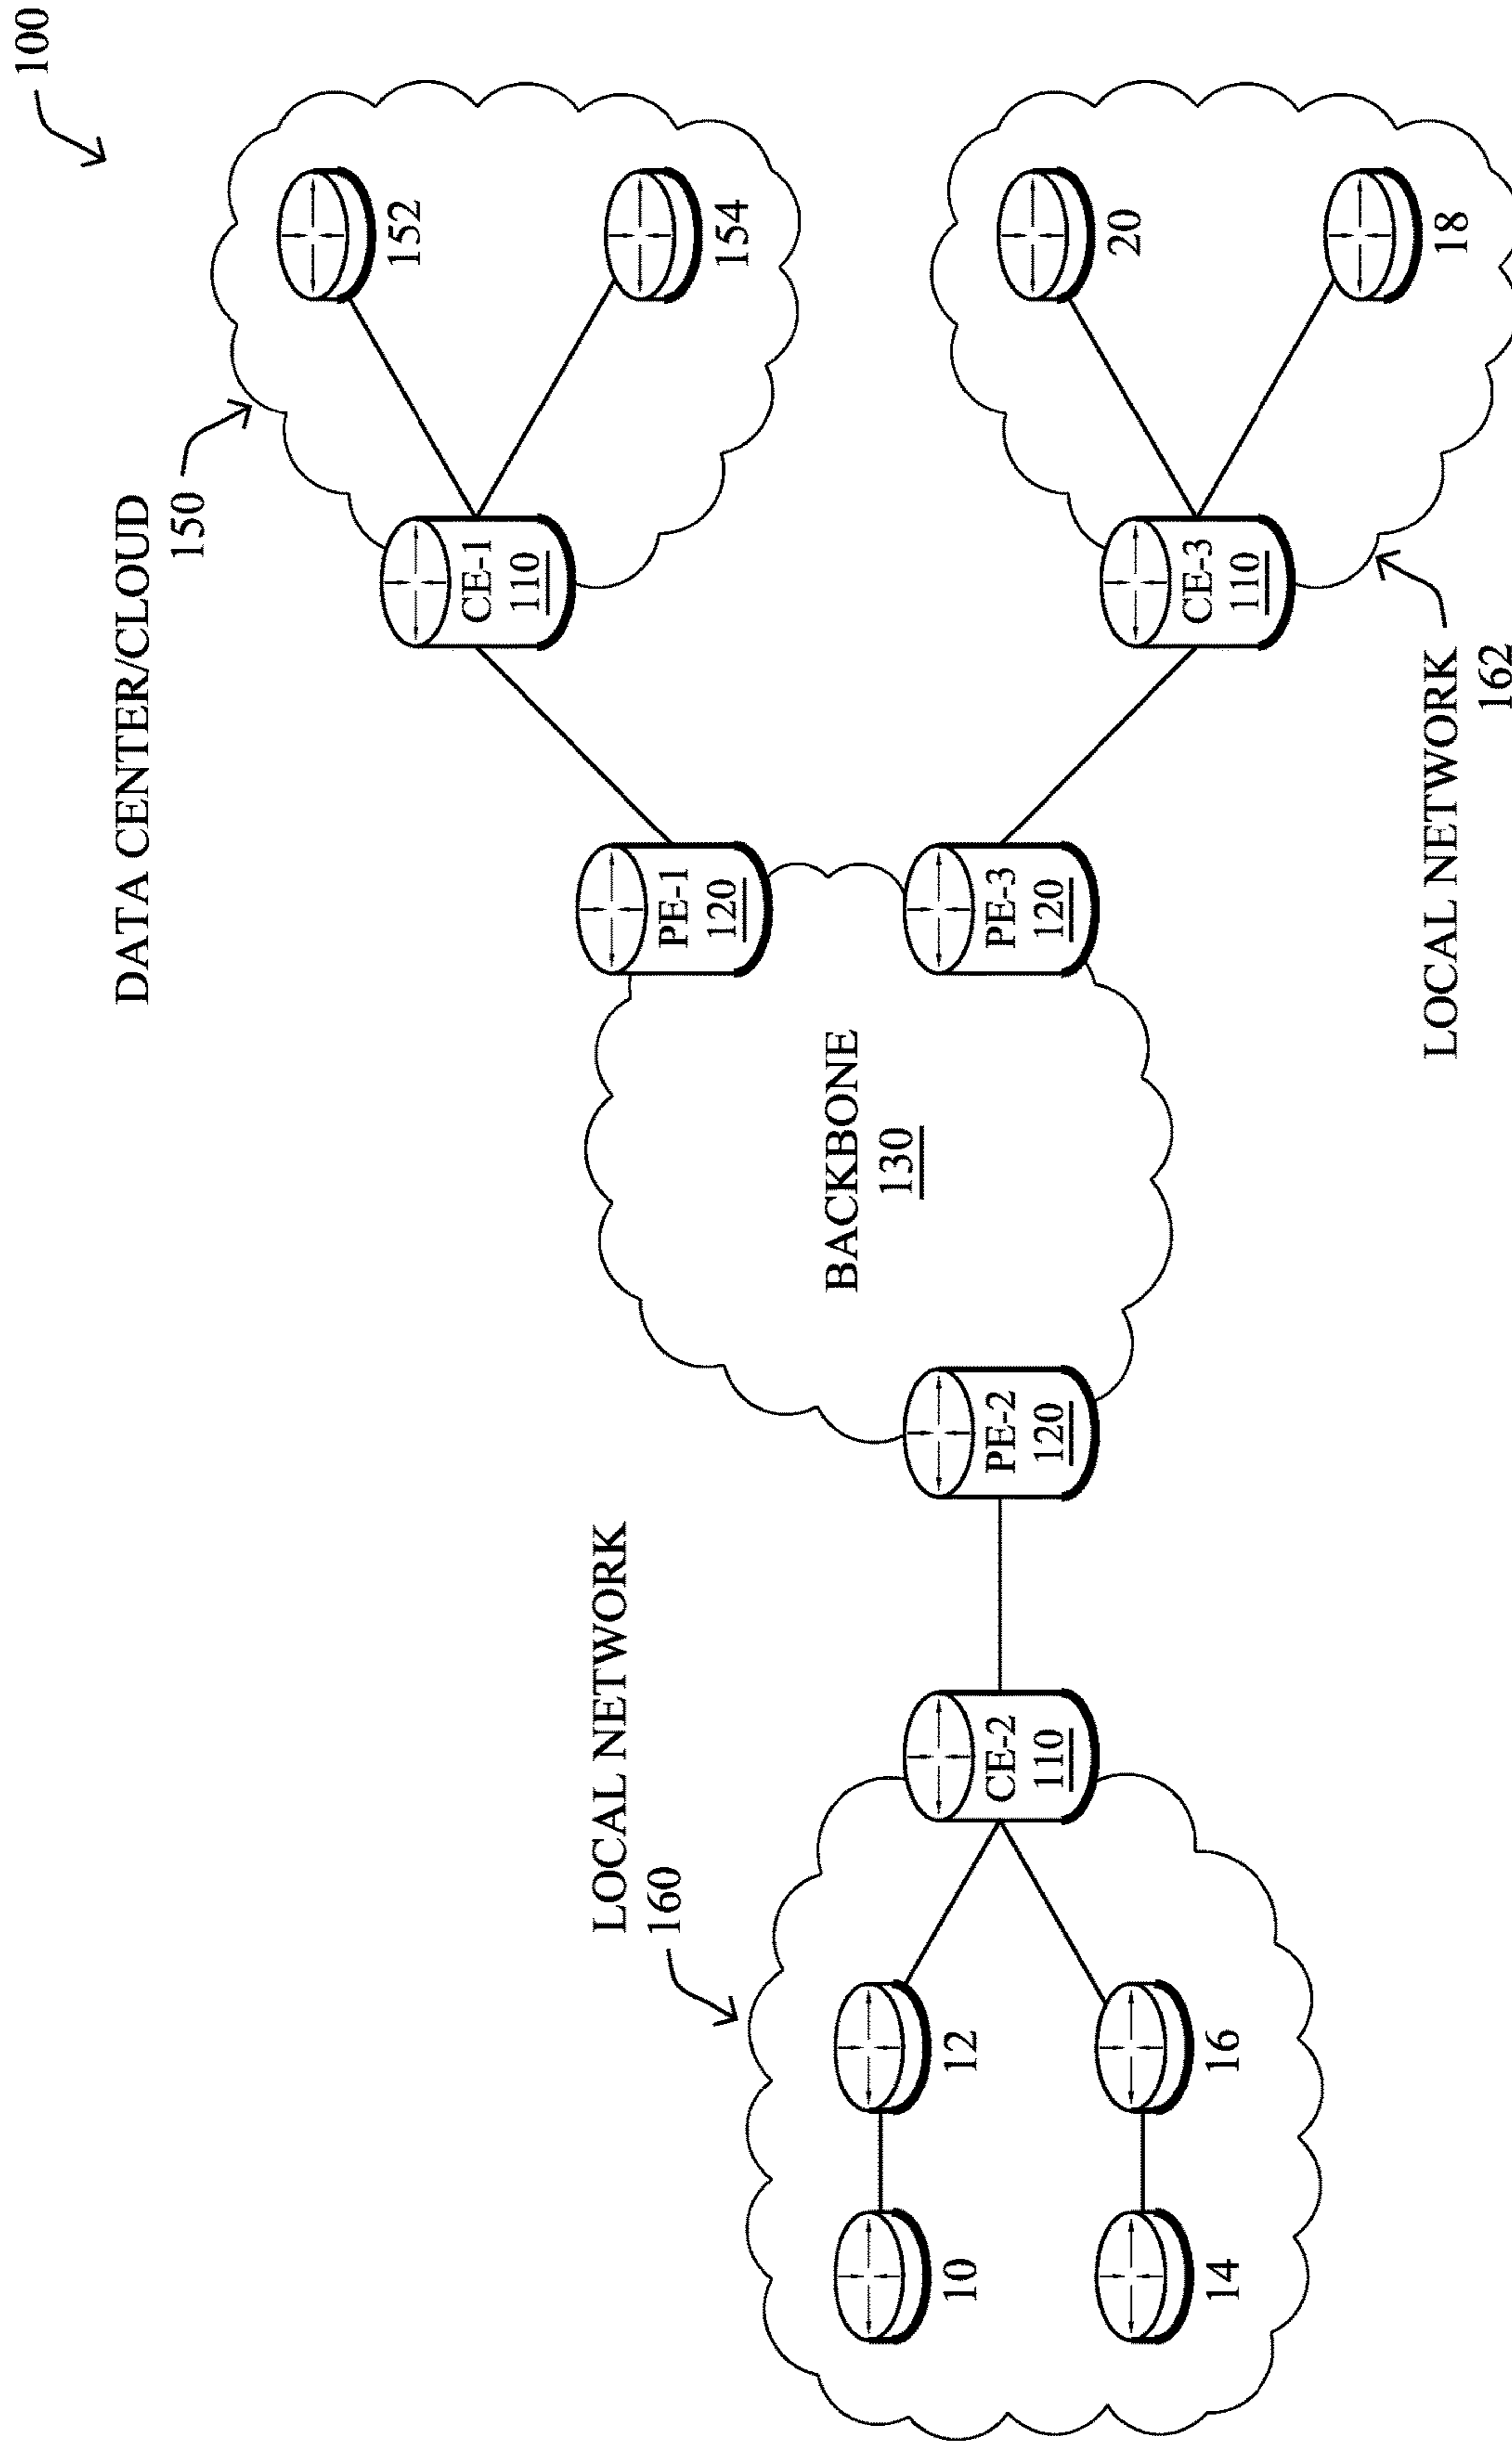 100
DATA CENTER/CLOUD
150
152
154
CE-1
110
PE-1
120
LOCAL NETWORK
160
BACKBONE
130
10
12
14
16
CE-2
110
PE-2
120
PE-3
120
CE-3
110
20
18
LOCAL NETWORK
162